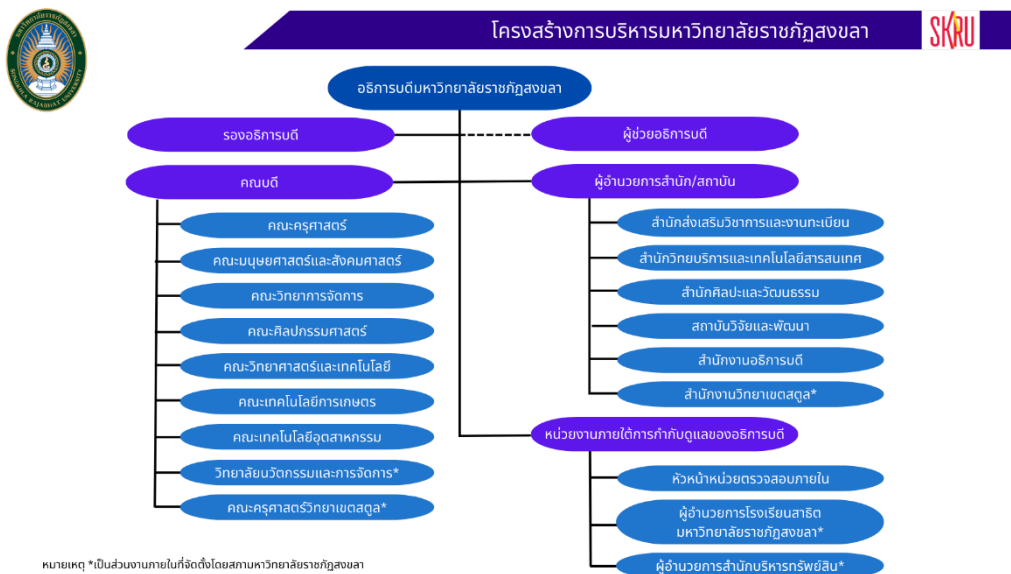 โครงสร้างการบริหารมหาวิทยาลัยราชภัฏสงขลา
SKRU
มหาวิทยาลัยราชภัฏสงขลา
SONGKHLA RAJABHAT UNIVERSITY
อธิการบดีมหาวิทยาลัยราชภัฏสงขลา
รองอธิการบดี
ผู้ช่วยอธิการบดี
คณบดี
ผู้อำนวยการสำนัก/สถาบัน
คณะครุศาสตร์
คณะมนุษยศาสตร์และสังคมศาสตร์
คณะวิทยาการจัดการ
คณะศิลปกรรมศาสตร์
คณะวิทยาศาสตร์และเทคโนโลยี
คณะเทคโนโลยีการเกษตร
คณะเทคโนโลยีอุตสาหกรรม
วิทยาลัยนวัตกรรมและการจัดการ*
คณะครุศาสตร์วิทยาเขตสตูล*
สำนักส่งเสริมวิชาการและงานทะเบียน
สำนักวิทยบริการและเทคโนโลยีสารสนเทศ
สำนักศิลปะและวัฒนธรรม
สถาบันวิจัยและพัฒนา
สำนักงานอธิการบดี
สำนักงานวิทยาเขตสตูล*
หน่วยงานภายใต้การกำกับดูแลของอธิการบดี
หัวหน้าหน่วยตรวจสอบภายใน
ผู้อำนวยการโรงเรียนสาธิต
มหาวิทยาลัยราชภัฏสงขลา*
ผู้อำนวยการสำนักบริหารทรัพย์สิน*
หมายเหตุ *เป็นส่วนงานภายในที่จัดตั้งโดยสภามหาวิทยาลัยราชภัฏสงขลา